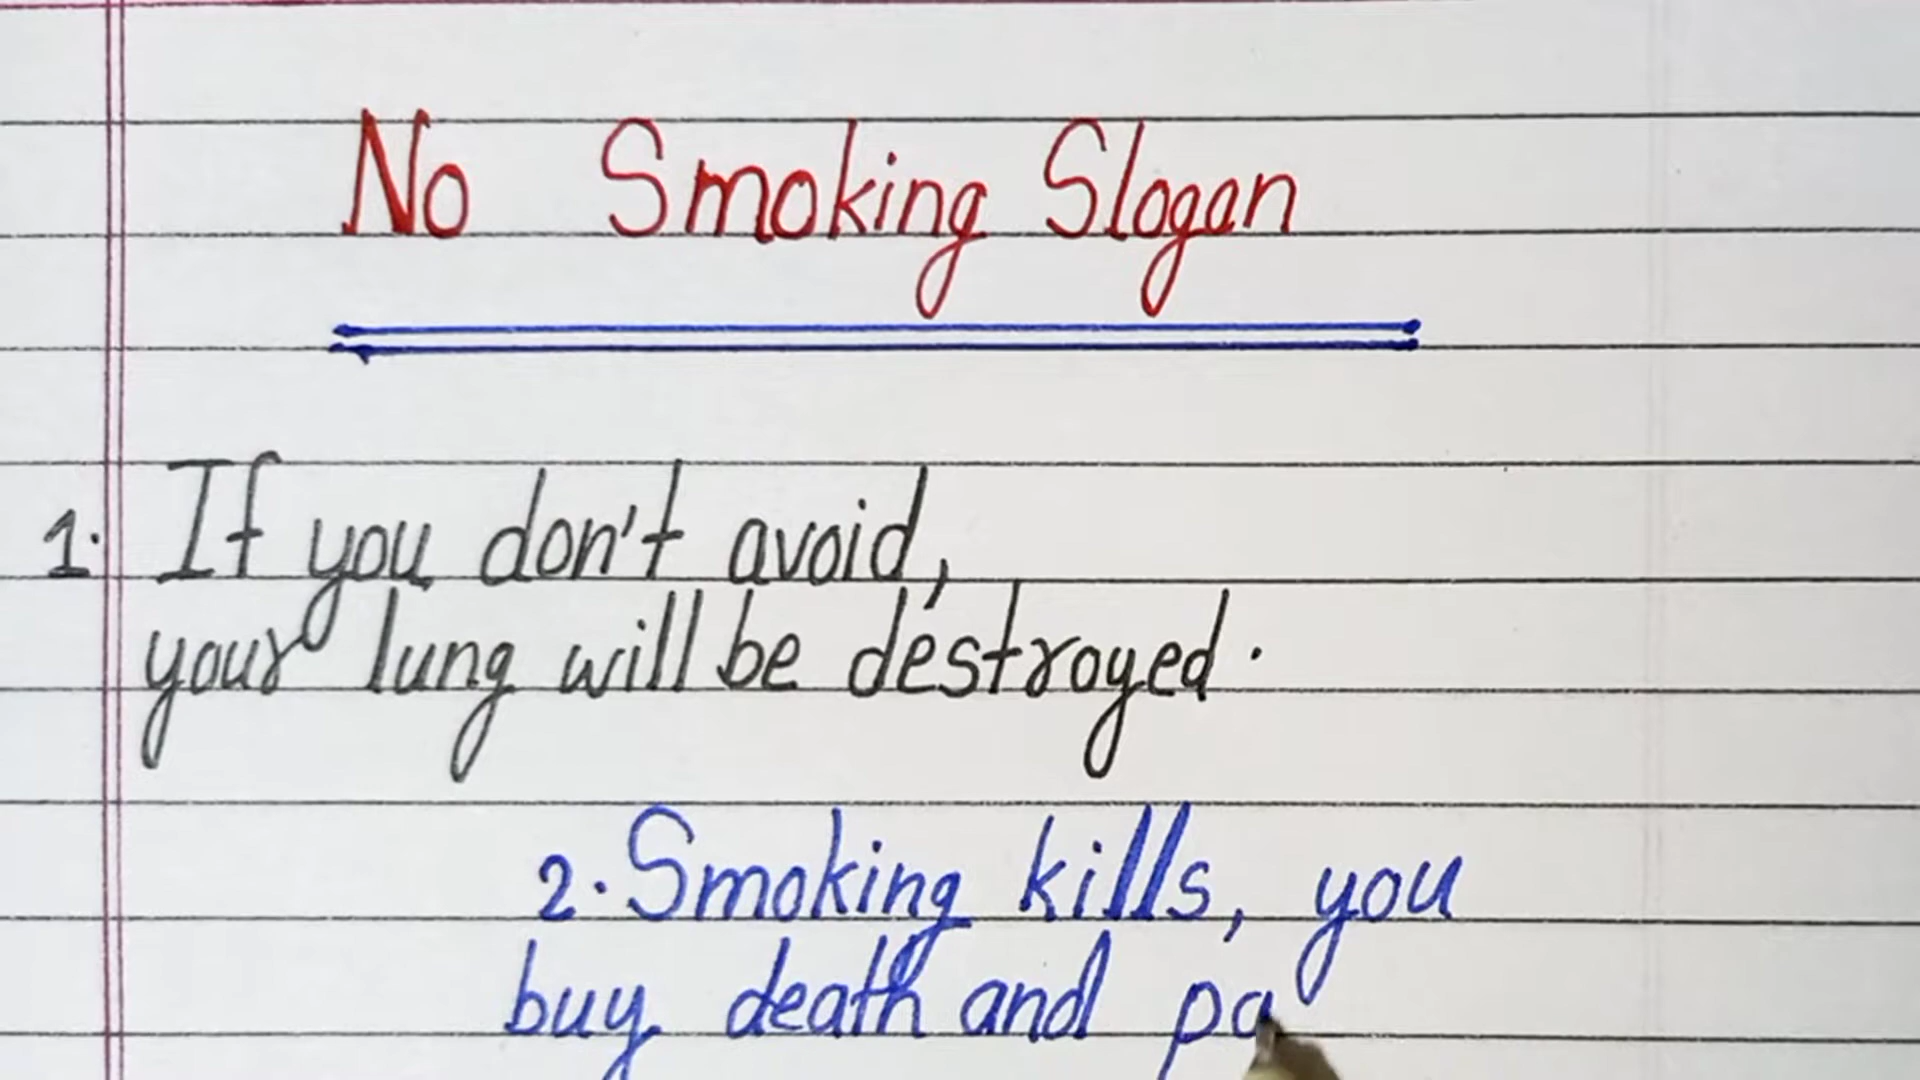 No Smoking Slogan
1. If you don't avoid,
your lung will be destroyed.
2. Smoking kills, you
buy death and pa